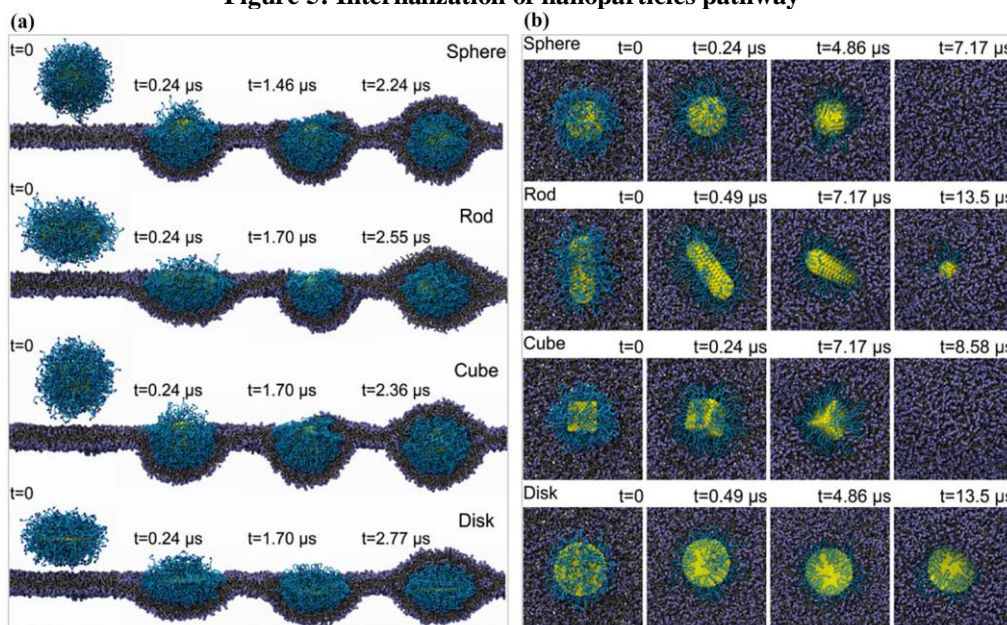 Figure 5: Internalization of nanoparticles pathway
(a)
t=0
Sphere
t=0.24 µs t=1.46 µs t=2.24 µs
t=0
Rod
t=0.24 µs t=1.70 µs t=2.55 µs
t=0
Cube
t=0.24 µs t=1.70 µs t=2.36 µs
t=0
Disk
t=0.24 µs t=1.70 µs t=2.77 µs
(b)
Sphere t=0 t=0.24 µs t=4.86 µs t=7.17 µs
Rod t=0 t=0.49 µs t=7.17 µs t=13.5 µs
Cube t=0 t=0.24 µs t=7.17 µs t=8.58 µs
Disk t=0 t=0.49 µs t=4.86 µs t=13.5 µs